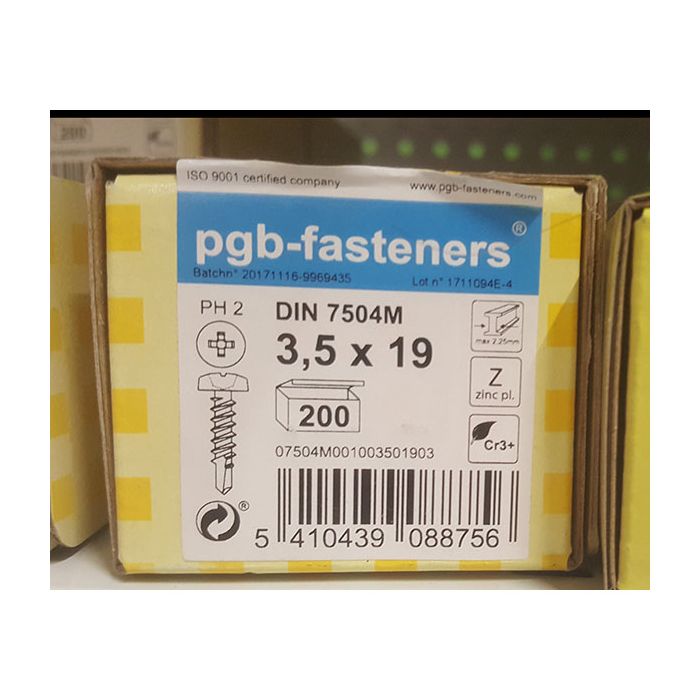 200
ISO 9001 certified company
www.pgb-fasteners.com
pgb-fasteners®
Batchn° 20171116-9969435
Lot n° 1711094E-4
PH 2
DIN 7504M
3,5 x 19
max 2.25mm
200
Z
zinc pl.
Cr3+
07504M001003501903
®
5 410439 088756